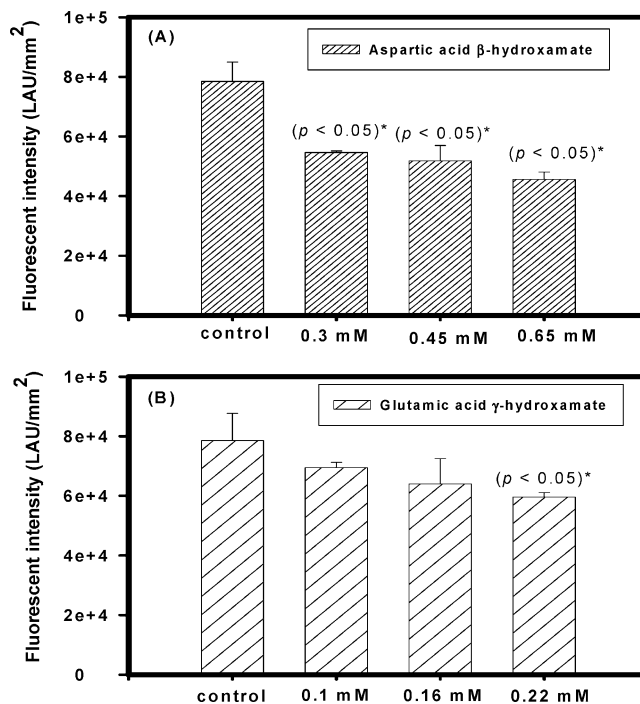 Fluorescent intensity (LAU/mm²)
1e+5
8e+4
6e+4
4e+4
2e+4
0
(A)
Aspartic acid β-hydroxamate
(p < 0.05)*
(p < 0.05)*
(p < 0.05)*
control
0.3 mM
0.45 mM
0.65 mM
Fluorescent intensity (LAU/mm²)
1e+5
8e+4
6e+4
4e+4
2e+4
0
(B)
Glutamic acid γ-hydroxamate
(p < 0.05)*
control
0.1 mM
0.16 mM
0.22 mM